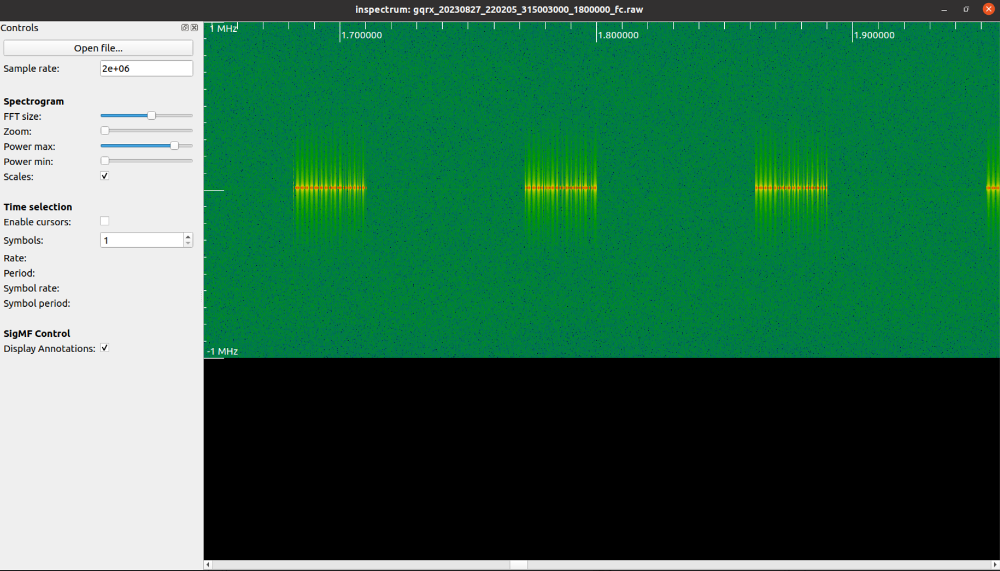 inspectrum: gqrx_20230827_220205_315003000_1800000_fc.raw
Controls
Open file...
Sample rate: 2e+06
Spectrogram
FFT size:
Zoom:
Power max:
Power min:
Scales:
Time selection
Enable cursors:
Symbols: 1
Rate:
Period:
Symbol rate:
Symbol period:
SigMF Control
Display Annotations:
1 MHz
1.700000 1.800000 1.900000
-1 MHz